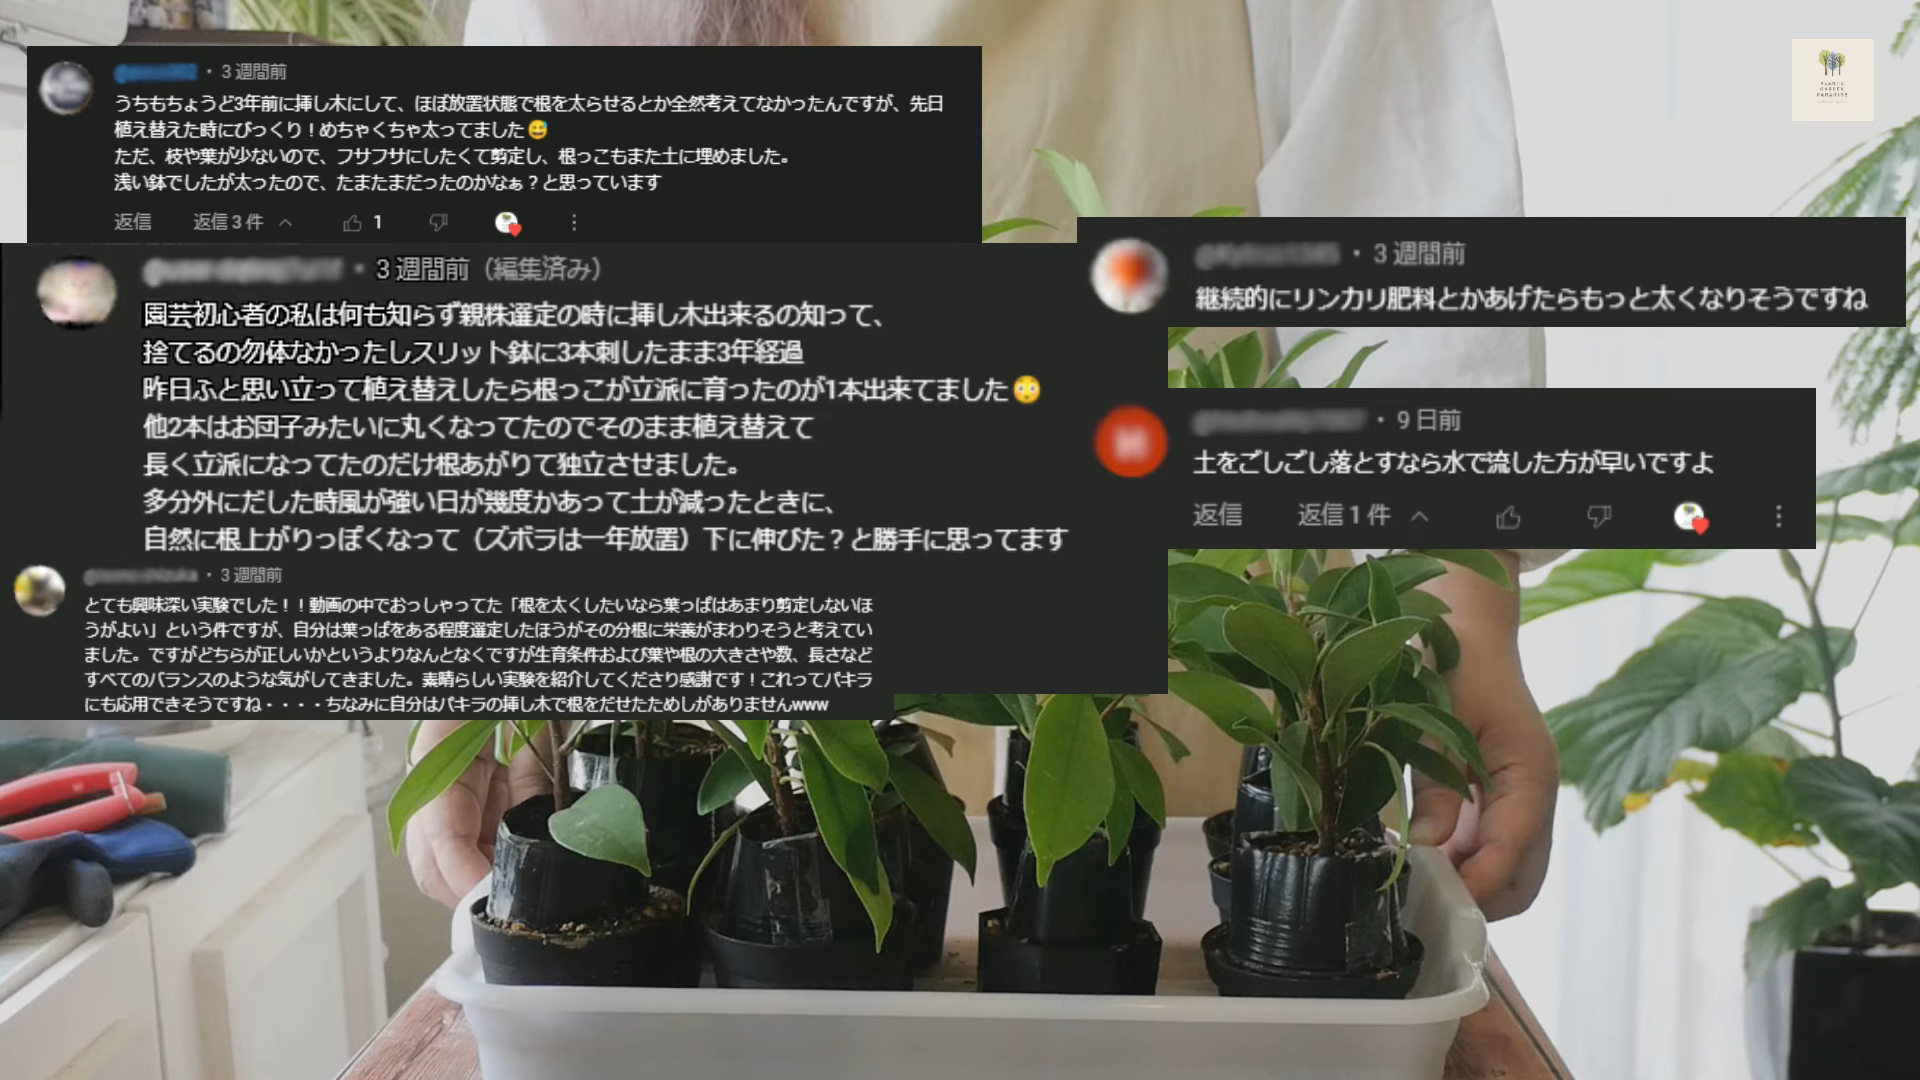 ・3 週間前
うちもちょうど3年前に挿し木にして、ほぼ放置状態で根を太らせるとか全然考えてなかったんですが、先日
植え替えた時にびっくり！めちゃくちゃ太ってました😅
ただ、枝や葉が少ないので、フサフサにしたくて剪定し、根っこもまた土に埋めました。
浅い鉢でしたが太ったので、たまたまだったのかなぁ？と思っています
返信 返信 3 件 1
・3 週間前（編集済み）
園芸初心者の私は何も知らず親株選定の時に挿し木出来るの知って、
捨てるの勿体なかったしスリット鉢に3本刺したまま3年経過
昨日ふと思い立って植え替えしたら根っこが立派に育ったのが1本出来てました😳
他2本はお団子みたいに丸くなってたのでそのまま植え替えて
長く立派になってたのだけ根あがりて独立させました。
多分外にだした時風が強い日が幾度かあって土が減ったときに、
自然に根上がりっぽくなって（ズボラは一年放置）下に伸びた？と勝手に思ってます
・3 週間前
とても興味深い実験でした！！動画の中でおっしゃってた「根を太くしたいなら葉っぱはあまり剪定しないほ
うがよい」という件ですが、自分は葉っぱをある程度選定したほうがその分根に栄養がまわりそうと考えてい
ました。ですがどちらが正しいかというよりなんとなくですが生育条件および葉や根の大きさや数、長さなど
すべてのバランスのような気がしてきました。素晴らしい実験を紹介してくださり感謝です！これってパキラ
にも応用できそうですね・・・・ちなみに自分はパキラの挿し木で根をだせたためしがありませんwww
・3 週間前
継続的にリンカリ肥料とかあげたらもっと太くなりそうですね
・9 日前
土をごしごし落とすなら水で流した方が早いですよ
返信 返信 1 件
PLANTS
GARDEN
PARADISE